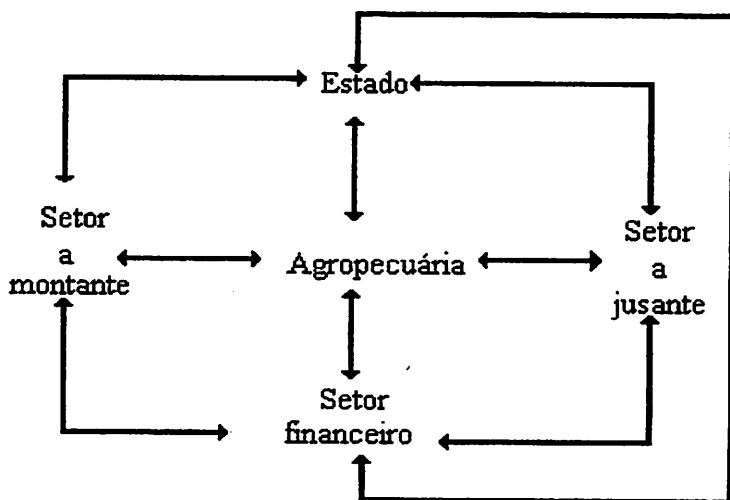 Estado
Setor
a
montante
Agropecuária
Setor
a
jusante
Setor
financeiro